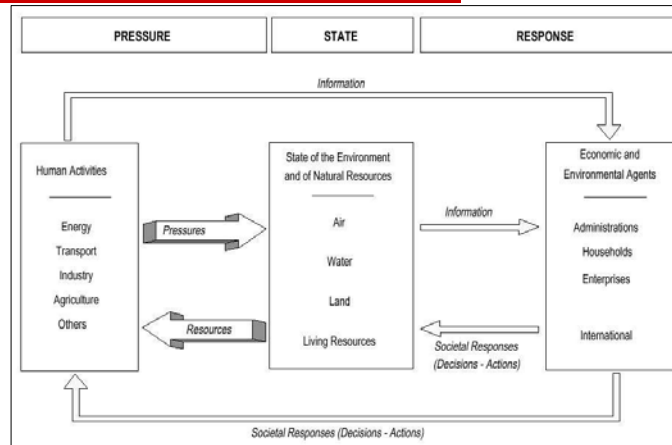 PRESSURE
STATE
RESPONSE
Information
Human Activities
Energy
Transport
Industry
Agriculture
Others
Pressures
Resources
State of the Environment
and of Natural Resources
Air
Water
Land
Living Resources
Information
Societal Responses
(Decisions - Actions)
Economic and
Environmental Agents
Administrations
Households
Enterprises
International
Societal Responses (Decisions - Actions)